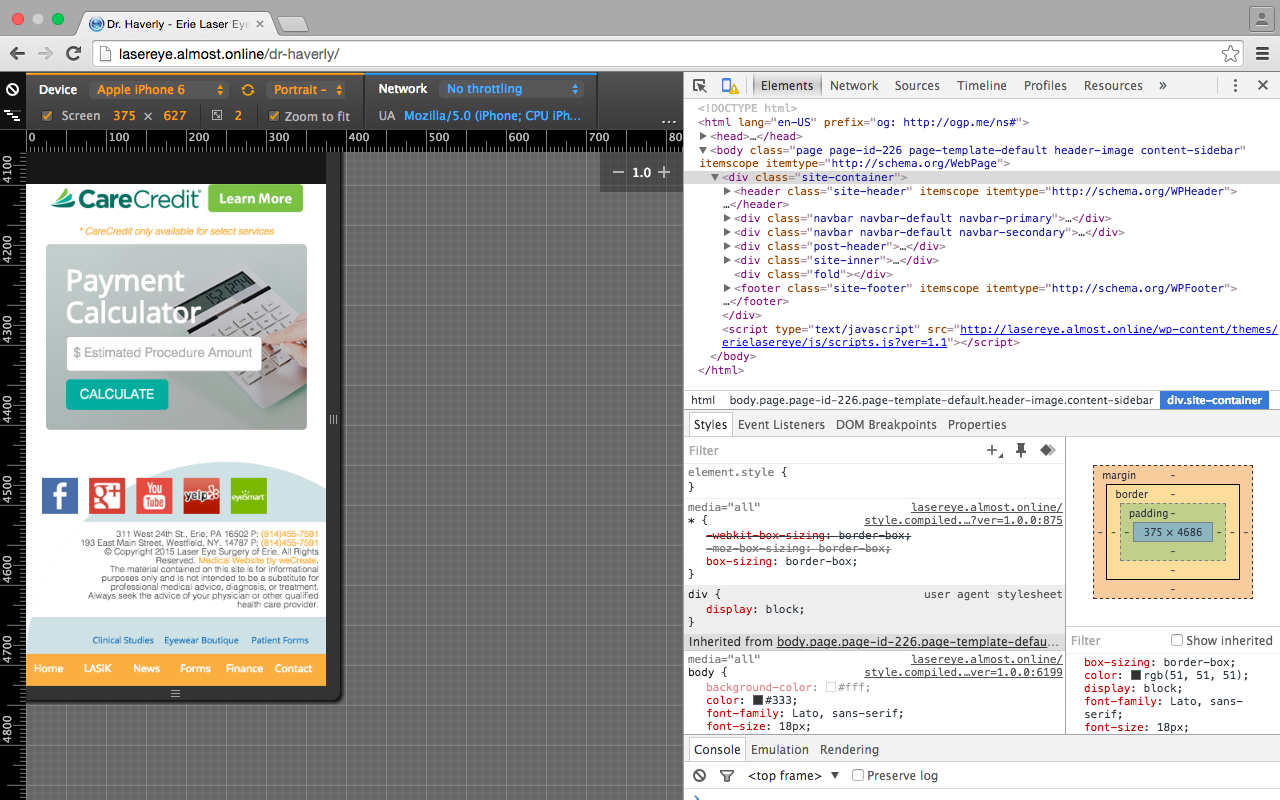 Dr. Haverly - Erie Laser Eye
lasereye.almost.online/dr-haverly/
Device Apple iPhone 6 Portrait -
Screen 375 × 627 2 Zoom to fit
Network No throttling
UA Mozilla/5.0 (iPhone; CPU iPh...
...
0 100 200 300 400 500 600 700 80
4100
4200
4300
4400
4500
4600
4700
4800
1.0
CareCredit Learn More
* CareCredit only available for select services
Payment
Calculator
$ Estimated Procedure Amount
CALCULATE
You
Tube
yelp
eyeSmart
311 West 24th St., Erie, PA 16502 P: (814)455-7591
193 East Main Street, Westfield, NY. 14787 P: (814)455-7591
© Copyright 2015 Laser Eye Surgery of Erie. All Rights
Reserved. Medical Website by weCreate.
The material contained on this site is for informational
purposes only and is not intended to be a substitute for
professional medical advice, diagnosis, or treatment.
Always seek the advice of your physician or other qualified
health care provider.
Clinical Studies Eyewear Boutique Patient Forms
Home LASIK News Forms Finance Contact
Elements Network Sources Timeline Profiles Resources »
<!DOCTYPE html>
<html lang="en-US" prefix="og: http://ogp.me/ns#">
<head>…</head>
<body class="page page-id-226 page-template-default header-image content-sidebar"
itemscope itemtype="http://schema.org/WebPage">
<div class="site-container">
<header class="site-header" itemscope itemtype="http://schema.org/WPHeader">
…</header>
<div class="navbar navbar-default navbar-primary">…</div>
<div class="navbar navbar-default navbar-secondary">…</div>
<div class="post-header">…</div>
<div class="site-inner">…</div>
<div class="fold"></div>
<footer class="site-footer" itemscope itemtype="http://schema.org/WPFooter">
…</footer>
</div>
<script type="text/javascript" src="http://lasereye.almost.online/wp-content/themes/
erielasereye/js/scripts.js?ver=1.1"></script>
</body>
</html>
html body.page.page-id-226.page-template-default.header-image.content-sidebar div.site-container
Styles Event Listeners DOM Breakpoints Properties
Filter
element.style {
}
media="all" lasereye.almost.online/
* { style.compiled.…?ver=1.0.0:875
-webkit-box-sizing: border-box;
-moz-box-sizing: border-box;
box-sizing: border-box;
}
div { user agent stylesheet
display: block;
}
Inherited from body.page.page-id-226.page-template-defau…
media="all" lasereye.almost.online/
body { style.compiled.…?ver=1.0.0:6199
background-color: #fff;
color: #333;
font-family: Lato, sans-serif;
font-size: 18px;
margin -
border -
padding -
- - - 375 × 4686 - - -
-
-
-
Filter Show inherited
box-sizing: border-box;
color: rgb(51, 51, 51);
display: block;
font-family: Lato, sans-
serif;
font-size: 18px;
Console Emulation Rendering
<top frame> Preserve log